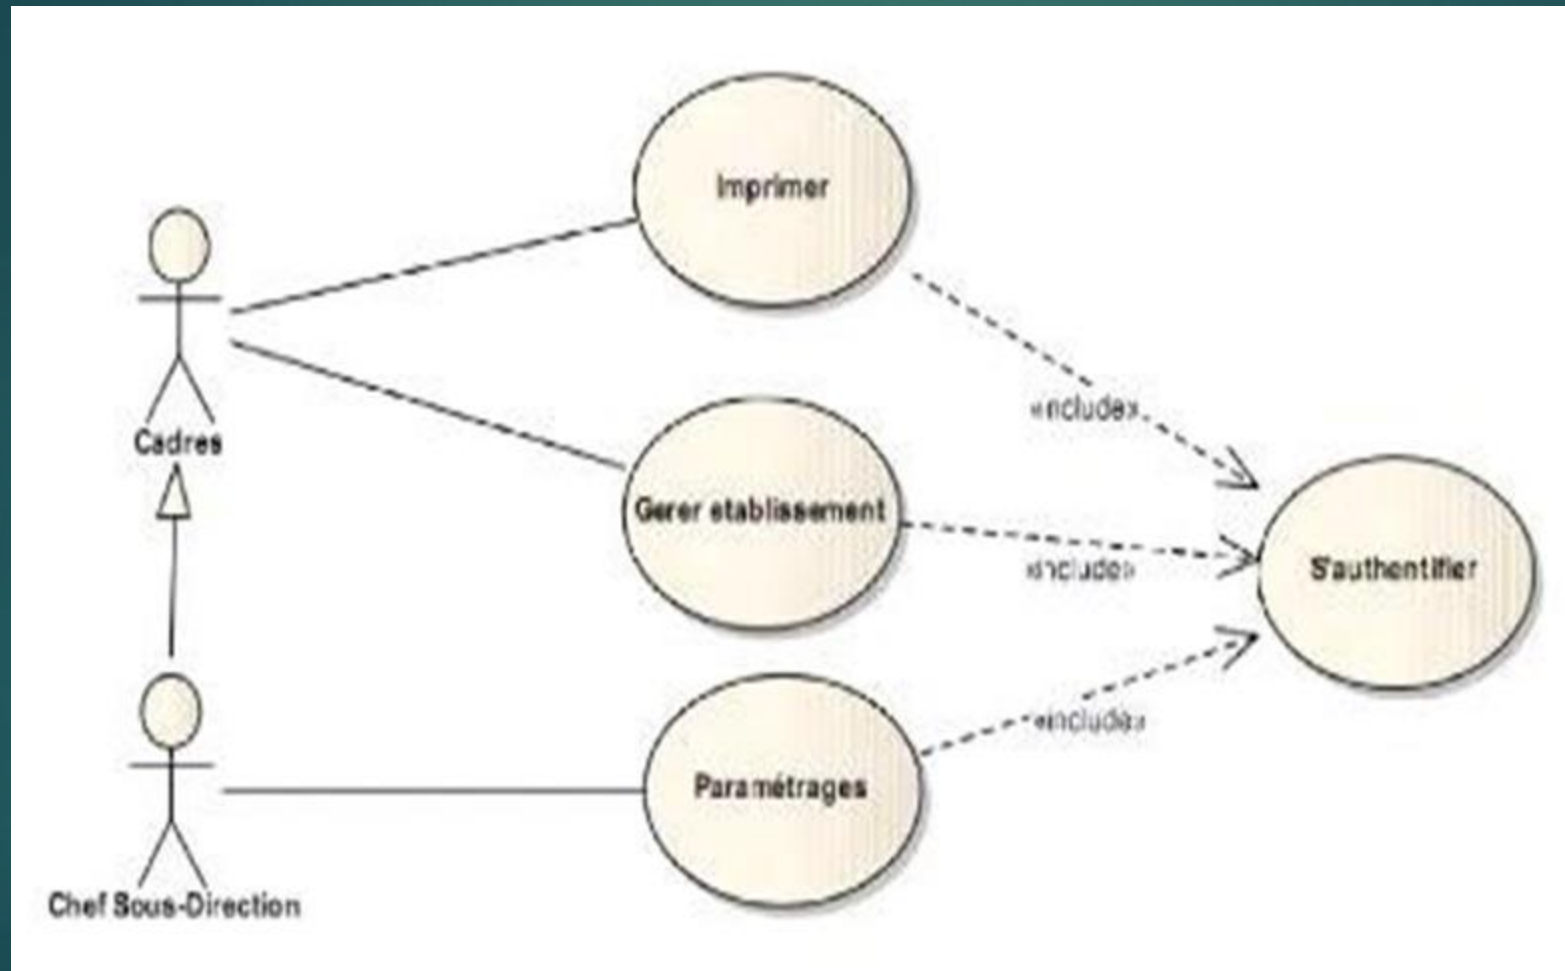 Imprimer
Cadres
«include»
Gerer etablissement
«include»
S'authentifier
«include»
Paramétrages
Chef Sous-Direction